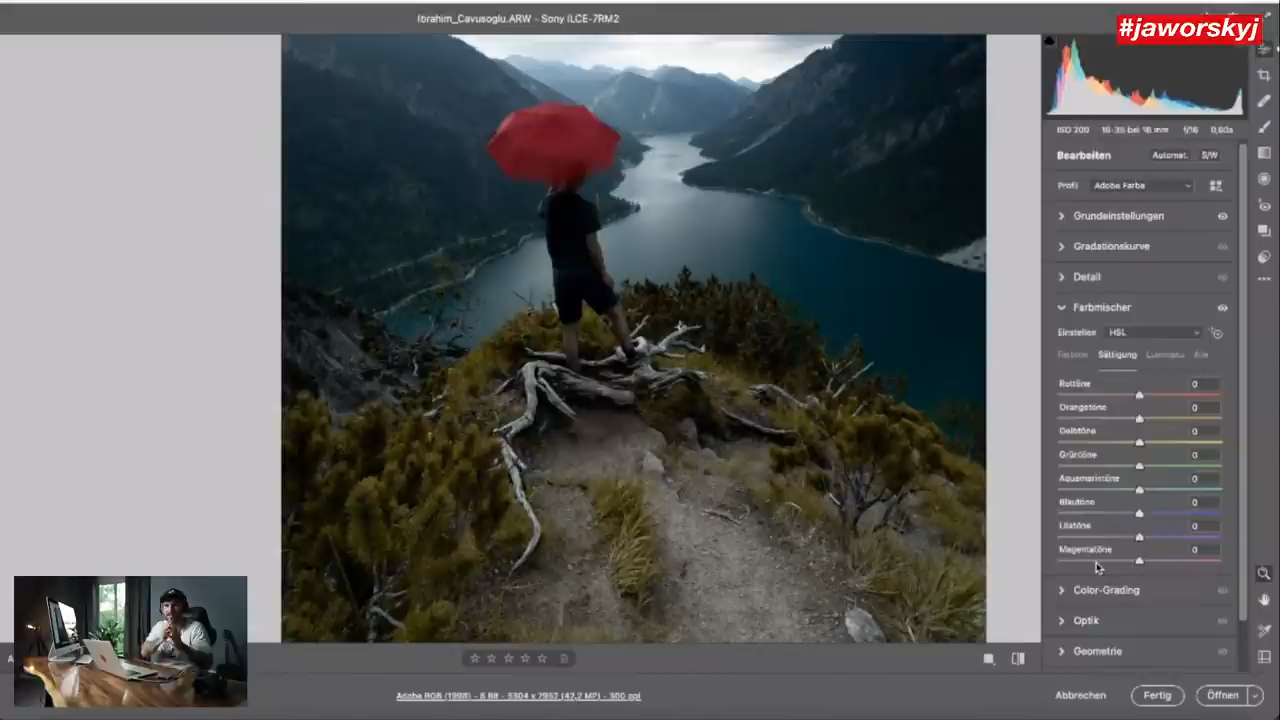 Ibrahim_Cavusoglu.ARW - Sony ILCE-7RM2
#jaworskyj
ISO 200 16-35 bei 16 mm f/16 0,60s
Bearbeiten Automat. S/W
Profil Adobe Farbe
Grundeinstellungen
Gradationskurve
Detail
Farbmischer
Einstellen HSL
Farbton Sättigung Luminanz Alle
Rottöne 0
Orangetöne 0
Gelbtöne 0
Grüntöne 0
Aquamarintöne 0
Blautöne 0
Lilatöne 0
Magentatöne 0
Color-Grading
Optik
Geometrie
Adobe RGB (1998) - 8 Bit - 5304 x 7952 (42,2 MP) - 300 ppi
Abbrechen Fertig Öffnen